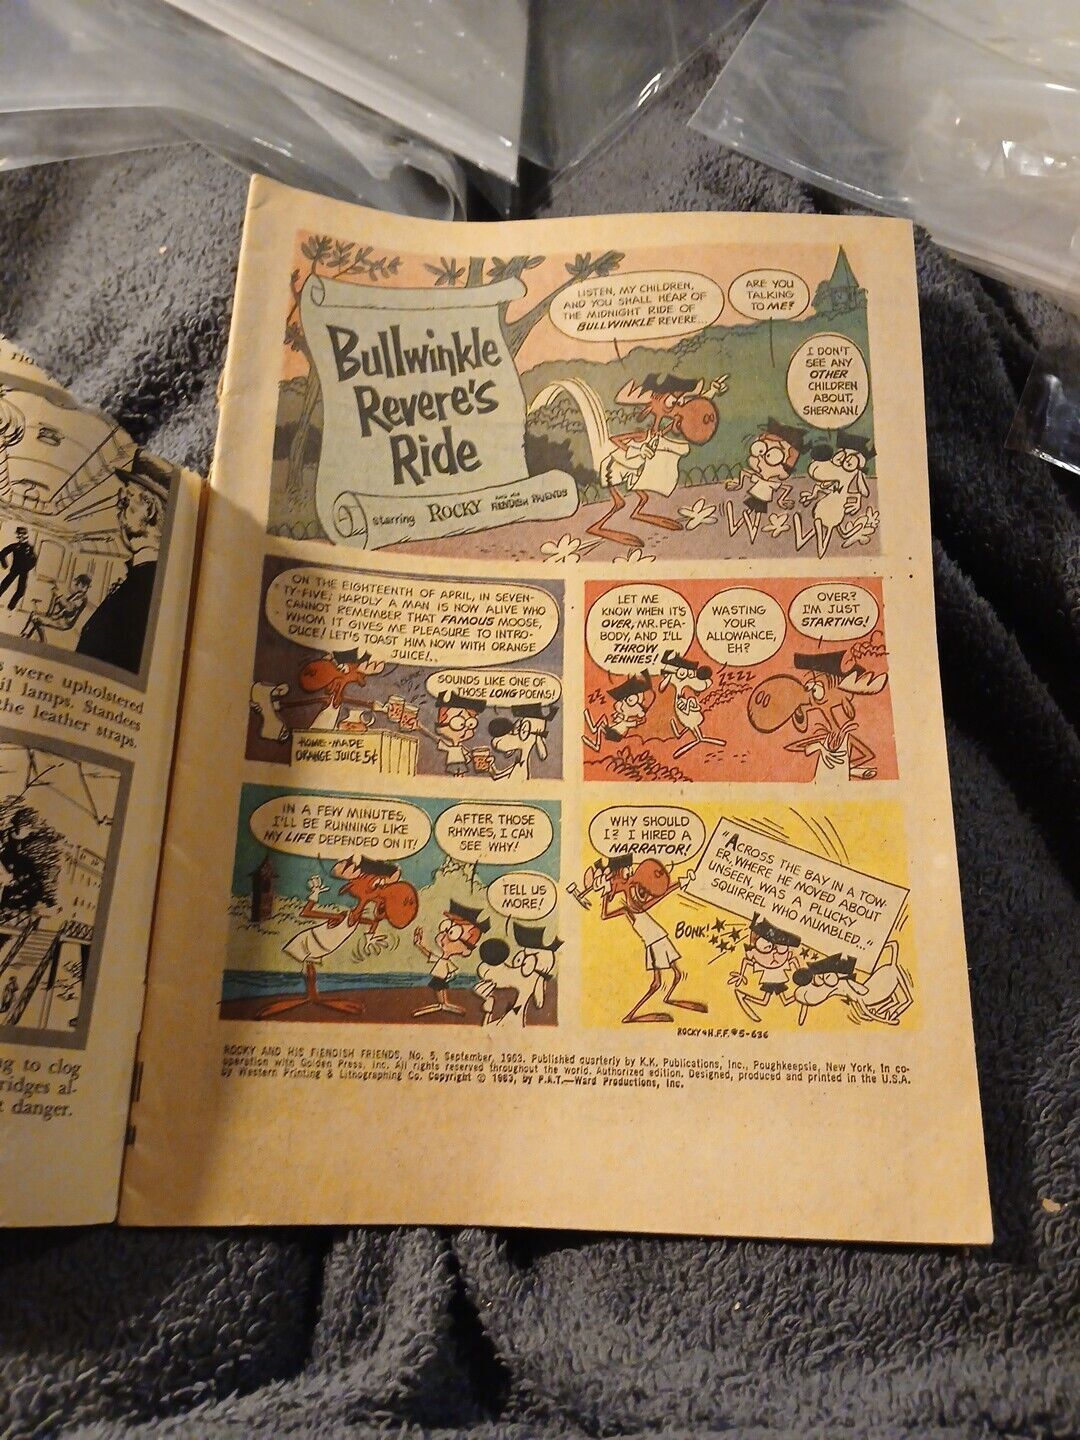 s were upholstered
il lamps. Standees
the leather straps.
ng to clog
ridges al-
t danger.
Bullwinkle
Revere's
Ride
starring ROCKY AND HIS
FIENDISH FRIENDS
LISTEN, MY CHILDREN,
AND YOU SHALL HEAR OF
THE MIDNIGHT RIDE OF
BULLWINKLE REVERE...
ARE YOU
TALKING
TO ME?
I DON'T
SEE ANY
OTHER
CHILDREN
ABOUT,
SHERMAN!
ON THE EIGHTEENTH OF APRIL, IN SEVEN-
TY-FIVE; HARDLY A MAN IS NOW ALIVE WHO
CANNOT REMEMBER THAT FAMOUS MOOSE,
WHOM IT GIVES ME PLEASURE TO INTRO-
DUCE! LET'S TOAST HIM NOW WITH ORANGE
JUICE!..
SOUNDS LIKE ONE OF
THOSE LONG POEMS!
HOME-MADE
ORANGE JUICE 5¢
LET ME
KNOW WHEN IT'S
OVER, MR. PEA-
BODY, AND I'LL
THROW
PENNIES!
WASTING
YOUR
ALLOWANCE,
EH?
OVER?
I'M JUST
STARTING!
ZZZ
ZZZZ
IN A FEW MINUTES,
I'LL BE RUNNING LIKE
MY LIFE DEPENDED ON IT!
AFTER THOSE
RHYMES, I CAN
SEE WHY!
TELL US
MORE!
WHY SHOULD
I? I HIRED A
NARRATOR!
"ACROSS THE BAY IN A TOW-
ER, WHERE HE MOVED ABOUT
UNSEEN, WAS A PLUCKY
SQUIRREL WHO MUMBLED..."
BONK!
ROCKY & H.F.F. #5-636
ROCKY AND HIS FIENDISH FRIENDS, No. 5, September, 1963. Published quarterly by K.K. Publications, Inc., Poughkeepsie, New York, in co-
operation with Golden Press, Inc. All rights reserved throughout the world. Authorized edition. Designed, produced and printed in the U.S.A.
by Western Printing & Lithographing Co. Copyright © 1963, by P.A.T.—Ward Productions, Inc.